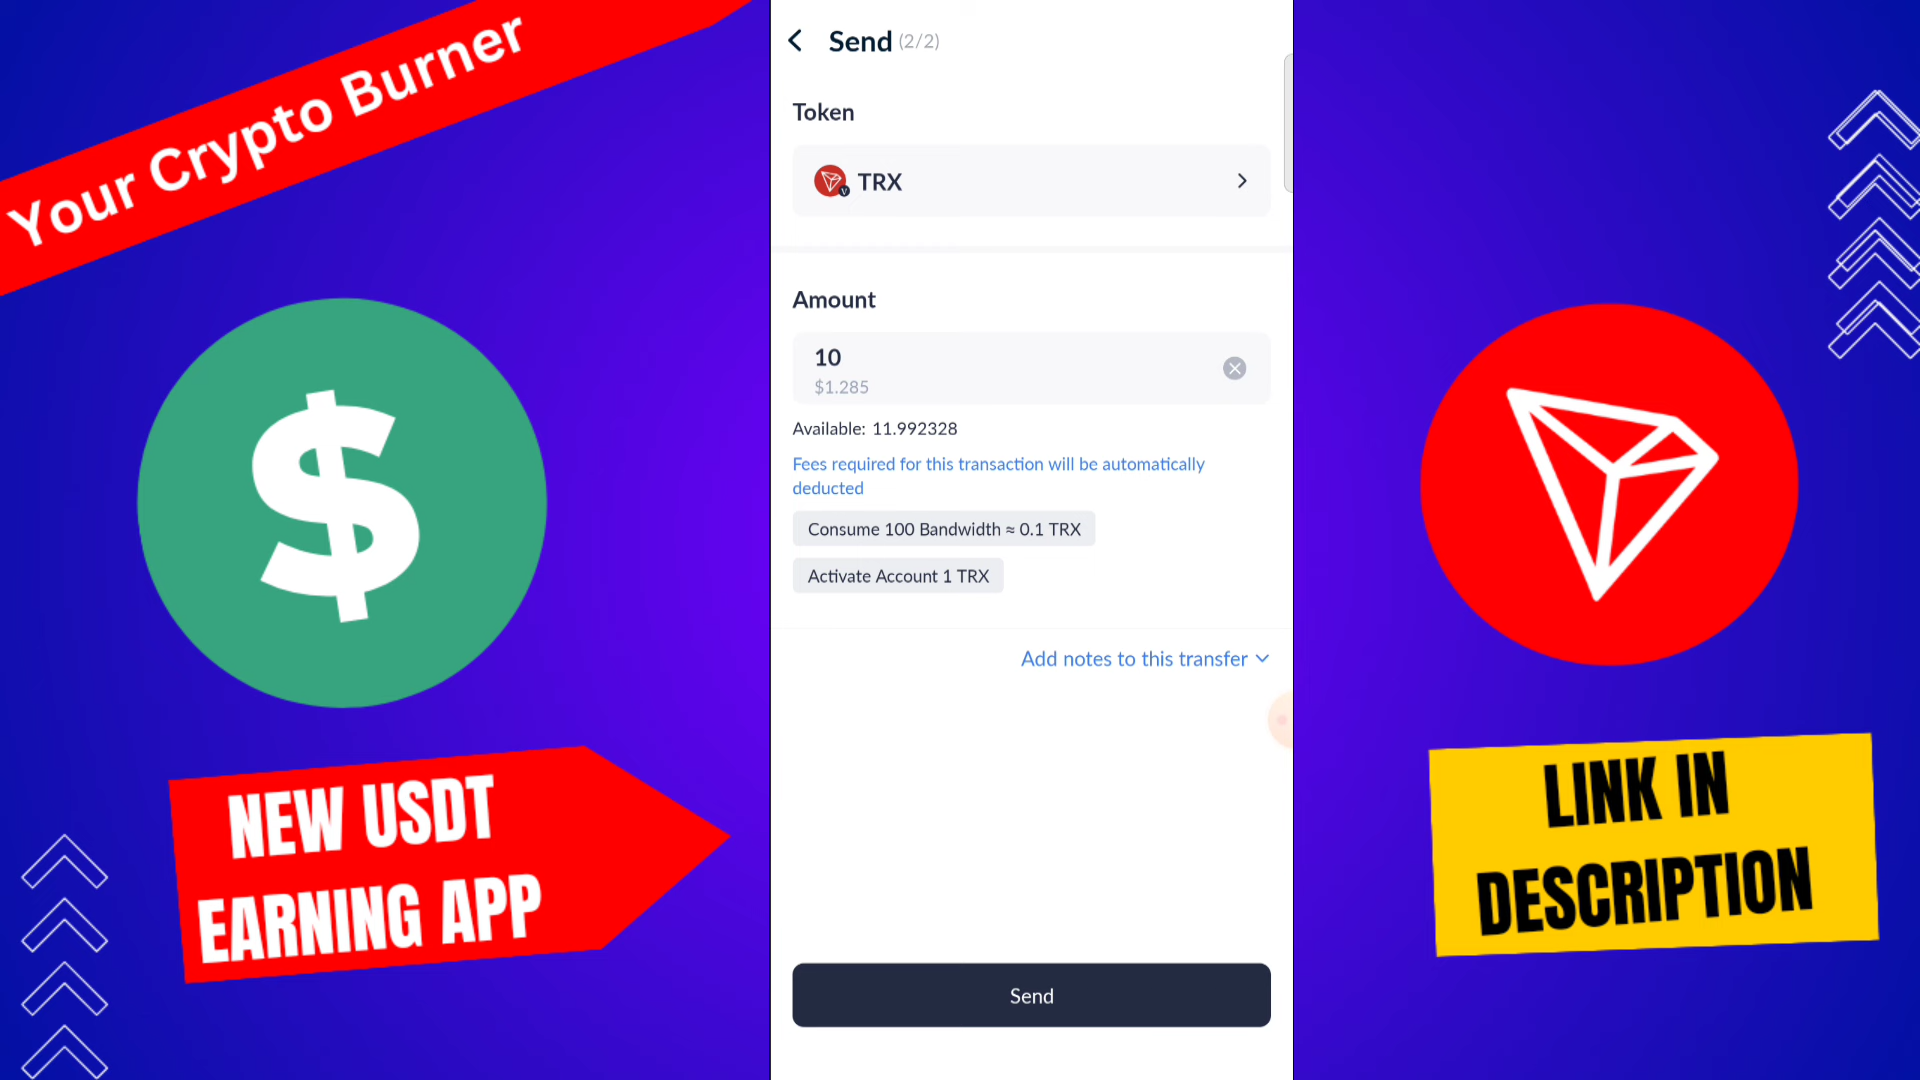 Your Crypto Burner
Send (2/2)
Token
TRX
Amount
10
$1.285
Available: 11.992328
Fees required for this transaction will be automatically
deducted
Consume 100 Bandwidth ≈ 0.1 TRX
Activate Account 1 TRX
Add notes to this transfer
Send
$
NEW USDT
EARNING APP
LINK IN
DESCRIPTION